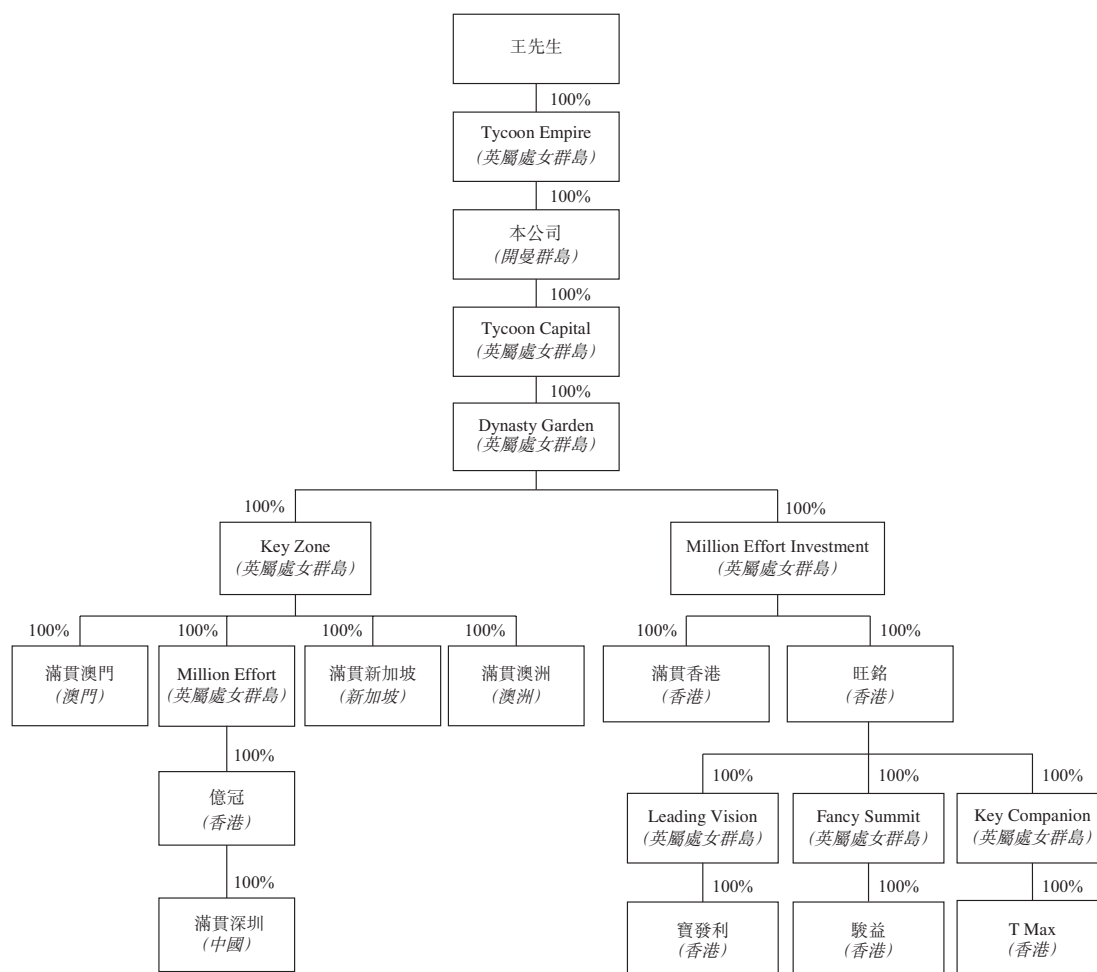 王先生
100%
Tycoon Empire
(英屬處女群島)
100%
本公司
(開曼群島)
100%
Tycoon Capital
(英屬處女群島)
100%
Dynasty Garden
(英屬處女群島)
100%
100%
Key Zone
(英屬處女群島)
Million Effort Investment
(英屬處女群島)
100%
100%
100%
100%
100%
100%
滿貫澳門
(澳門)
Million Effort
(英屬處女群島)
滿貫新加坡
(新加坡)
滿貫澳洲
(澳洲)
滿貫香港
(香港)
旺銘
(香港)
100%
100%
100%
100%
億冠
(香港)
Leading Vision
(英屬處女群島)
Fancy Summit
(英屬處女群島)
Key Companion
(英屬處女群島)
100%
100%
100%
100%
滿貫深圳
(中國)
寶發利
(香港)
駿益
(香港)
T Max
(香港)